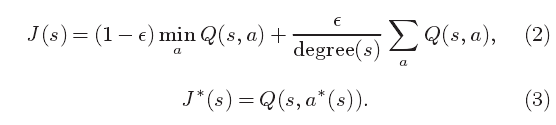 J(s) = (1 − ϵ) min_a Q(s, a) + ϵ/degree(s) ∑_a Q(s, a), (2)
J*(s) = Q(s, a*(s)). (3)